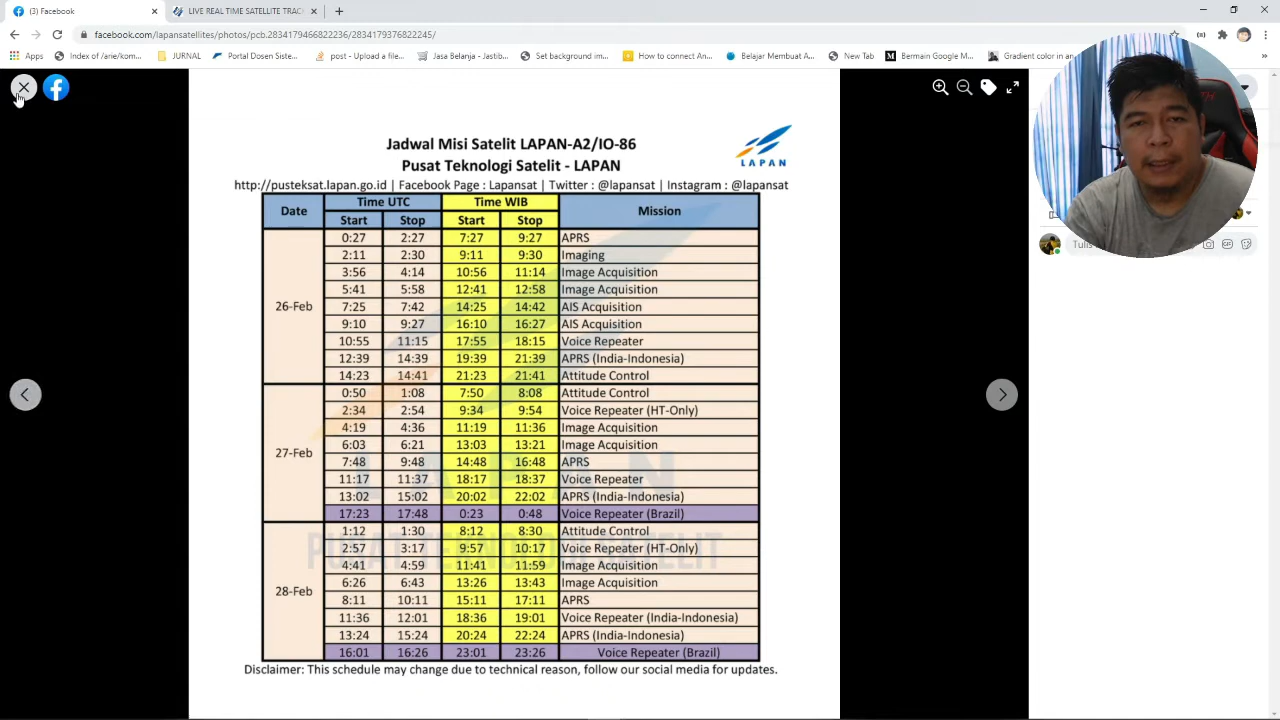 (3) Facebook
LIVE REAL TIME SATELLITE TRACK
facebook.com/lapansatellites/photos/pcb.2834179466822236/2834179376822245/
Apps
Index of /arie/kom...
JURNAL
Portal Dosen Siste...
post - Upload a file...
Jasa Belanja - Jastib...
Set background im...
How to connect An...
Belajar Membuat A...
New Tab
Bermain Google M...
Gradient color in an
Jadwal Misi Satelit LAPAN-A2/IO-86
Pusat Teknologi Satelit - LAPAN
LAPAN
http://pusteksat.lapan.go.id | Facebook Page : Lapansat | Twitter : @lapansat | Instagram : @lapansat
Date Time UTC Time WIB Mission
Start Stop Start Stop
26-Feb
0:27 2:27 7:27 9:27 APRS
2:11 2:30 9:11 9:30 Imaging
3:56 4:14 10:56 11:14 Image Acquisition
5:41 5:58 12:41 12:58 Image Acquisition
7:25 7:42 14:25 14:42 AIS Acquisition
9:10 9:27 16:10 16:27 AIS Acquisition
10:55 11:15 17:55 18:15 Voice Repeater
12:39 14:39 19:39 21:39 APRS (India-Indonesia)
14:23 14:41 21:23 21:41 Attitude Control
27-Feb
0:50 1:08 7:50 8:08 Attitude Control
2:34 2:54 9:34 9:54 Voice Repeater (HT-Only)
4:19 4:36 11:19 11:36 Image Acquisition
6:03 6:21 13:03 13:21 Image Acquisition
7:48 9:48 14:48 16:48 APRS
11:17 11:37 18:17 18:37 Voice Repeater
13:02 15:02 20:02 22:02 APRS (India-Indonesia)
17:23 17:48 0:23 0:48 Voice Repeater (Brazil)
28-Feb
1:12 1:30 8:12 8:30 Attitude Control
2:57 3:17 9:57 10:17 Voice Repeater (HT-Only)
4:41 4:59 11:41 11:59 Image Acquisition
6:26 6:43 13:26 13:43 Image Acquisition
8:11 10:11 15:11 17:11 APRS
11:36 12:01 18:36 19:01 Voice Repeater (India-Indonesia)
13:24 15:24 20:24 22:24 APRS (India-Indonesia)
16:01 16:26 23:01 23:26 Voice Repeater (Brazil)
LAPAN
PUSAT TEKNOLOGI SATELIT
Disclaimer: This schedule may change due to technical reason, follow our social media for updates.
Tulis
GIF